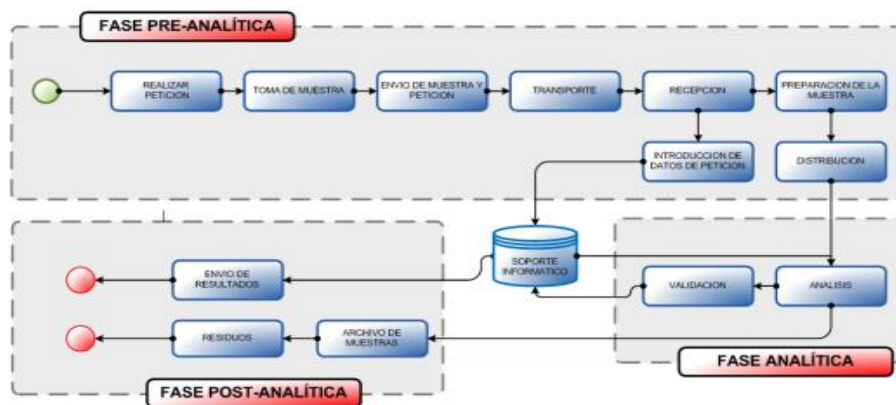 FASE PRE-ANALÍTICA
REALIZAR
PETICION
TOMA DE MUESTRA
ENVIO DE MUESTRA Y
PETICION
TRANSPORTE
RECEPCION
PREPARACION DE LA
MUESTRA
INTRODUCCION DE
DATOS DE PETICION
DISTRIBUCION
SOPORTE
INFORMATICO
ENVIO DE
RESULTADOS
VALIDACION
ANALISIS
RESIDUOS
ARCHIVO DE
MUESTRAS
FASE ANALÍTICA
FASE POST-ANALÍTICA